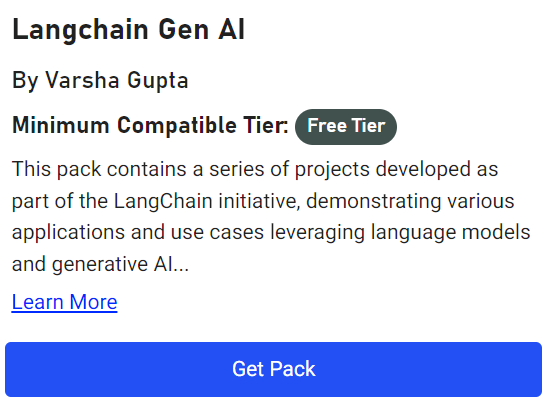 Langchain Gen AI
By Varsha Gupta
Minimum Compatible Tier: Free Tier
This pack contains a series of projects developed as
part of the LangChain initiative, demonstrating various
applications and use cases leveraging language models
and generative AI...
Learn More
Get Pack